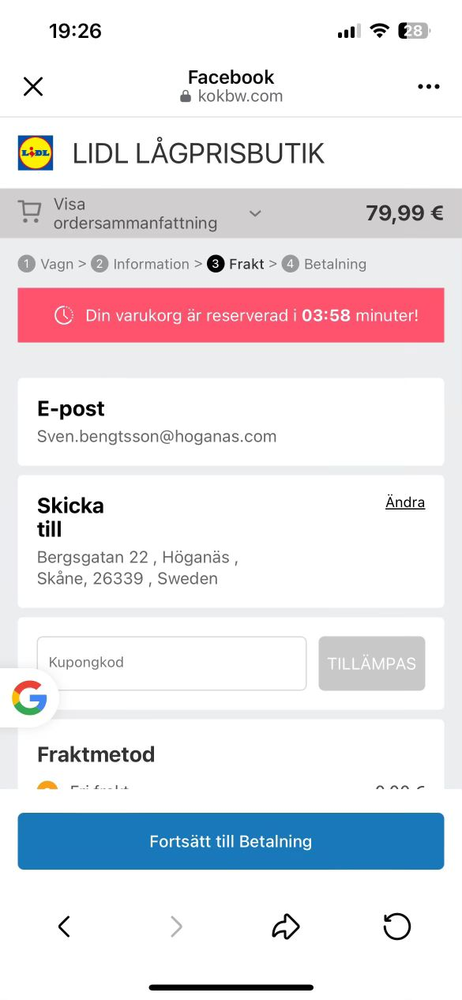 19:26
28
Facebook
kokbw.com
LIDL
LIDL LÅGPRISBUTIK
Visa
ordersammanfattning
79,99 €
1 Vagn > 2 Information > 3 Frakt > 4 Betalning
Din varukorg är reserverad i 03:58 minuter!
E-post
Sven.bengtsson@hoganas.com
Skicka
till
Ändra
Bergsgatan 22 , Höganäs ,
Skåne, 26339 , Sweden
Kupongkod
TILLÄMPAS
G
Fraktmetod
Fri frakt
0,00 €
Fortsätt till Betalning